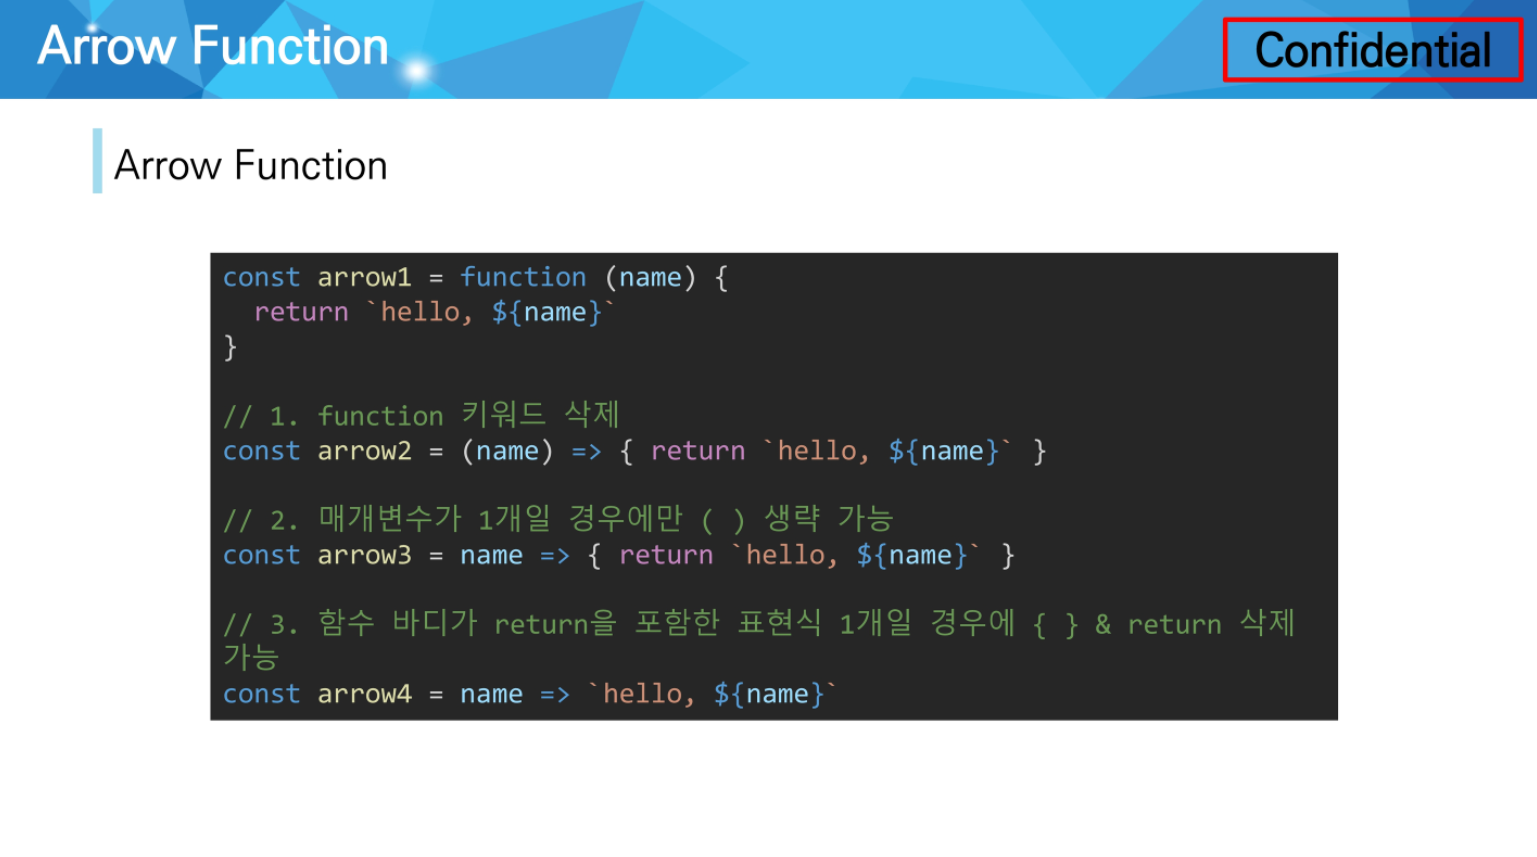 Arrow Function
Confidential
Arrow Function
const arrow1 = function (name) {
  return `hello, ${name}`
}
// 1. function 키워드 삭제
const arrow2 = (name) => { return `hello, ${name}` }
// 2. 매개변수가 1개일 경우에만 ( ) 생략 가능
const arrow3 = name => { return `hello, ${name}` }
// 3. 함수 바디가 return을 포함한 표현식 1개일 경우에 { } & return 삭제
가능
const arrow4 = name => `hello, ${name}`